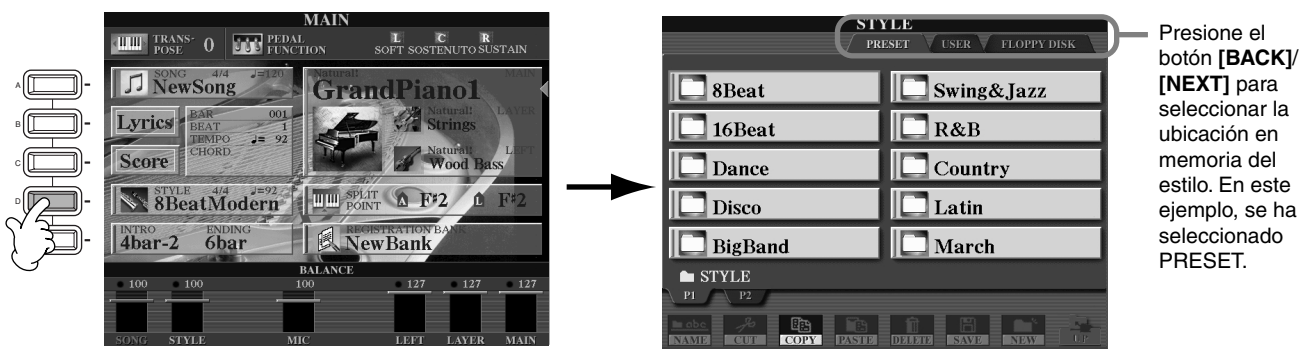 MAIN
TRANS-
POSE 0
PEDAL
FUNCTION
L C R
SOFT SOSTENUTO SUSTAIN
A
B
C
D
SONG 4/4 ♩=120
NewSong
Lyrics
Score
BAR 001
BEAT 1
TEMPO ♩= 92
CHORD
STYLE 4/4 ♩=92
8BeatModern
INTRO ENDING
4bar-2 6bar
Natural! MAIN
GrandPiano1
Natural! LAYER
Strings
Natural! LEFT
Wood Bass
SPLIT
POINT A F♯2 L F♯2
REGISTRATION BANK
NewBank
BALANCE
100 100 100 127 127 127
SONG STYLE MIC LEFT LAYER MAIN
STYLE
PRESET USER FLOPPY DISK
8Beat Swing&Jazz
16Beat R&B
Dance Country
Disco Latin
BigBand March
STYLE
P1 P2
abc
NAME CUT COPY PASTE DELETE SAVE NEW UP
Presione el
botón [BACK]/
[NEXT] para
seleccionar la
ubicación en
memoria del
estilo. En este
ejemplo, se ha
seleccionado
PRESET.